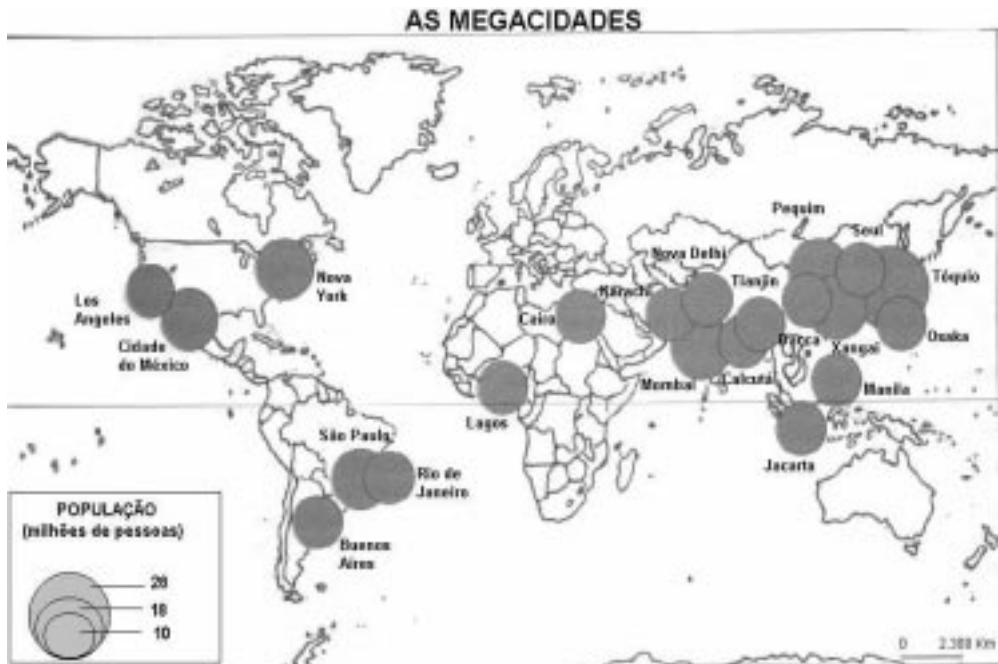 AS MEGACIDADES
Pequim
Seul
Nova Delhi
Tianjin
Tóquio
Nova
York
Karachi
Los
Angeles
Cairo
Osaka
Cidade
do México
Dacca
Xangai
Mombai
Calcutá
Manila
Lagos
São Paulo
Jacarta
Rio de
Janeiro
Buenos
Aires
POPULAÇÃO
(milhões de pessoas)
28
18
10
0 2.388 Km